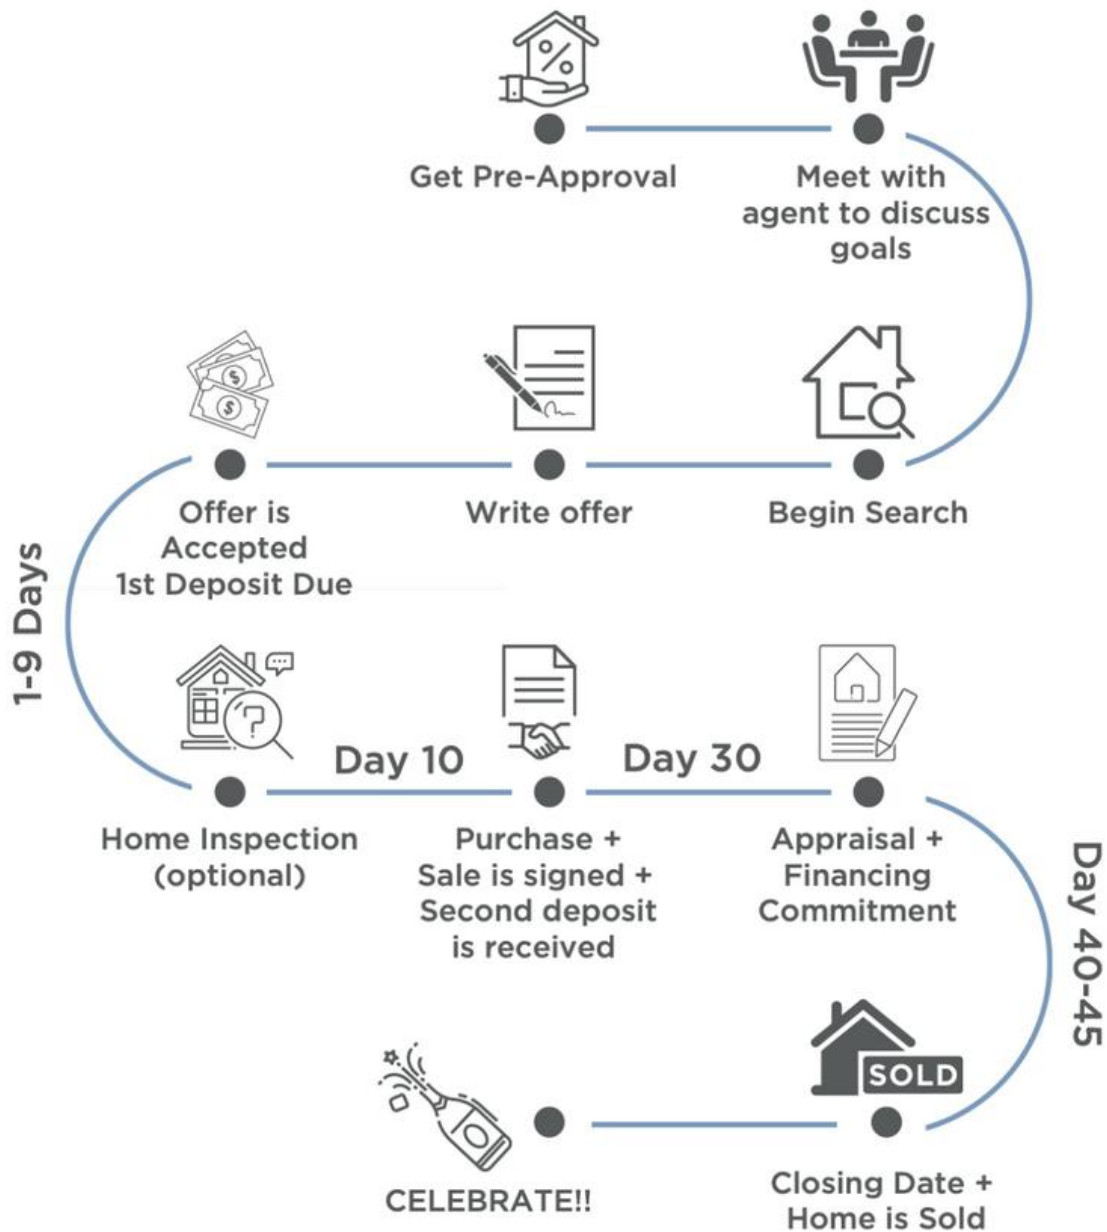 Get Pre-Approval
Meet with
agent to discuss
goals
Begin Search
Write offer
Offer is
Accepted
1st Deposit Due
1-9 Days
Home Inspection
(optional)
Day 10
Purchase +
Sale is signed +
Second deposit
is received
Day 30
Appraisal +
Financing
Commitment
Day 40-45
SOLD
Closing Date +
Home is Sold
CELEBRATE!!